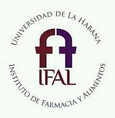 UNIVERSIDAD DE LA HABANA
IFAL
INSTITUTO DE FARMACIA Y ALIMENTOS